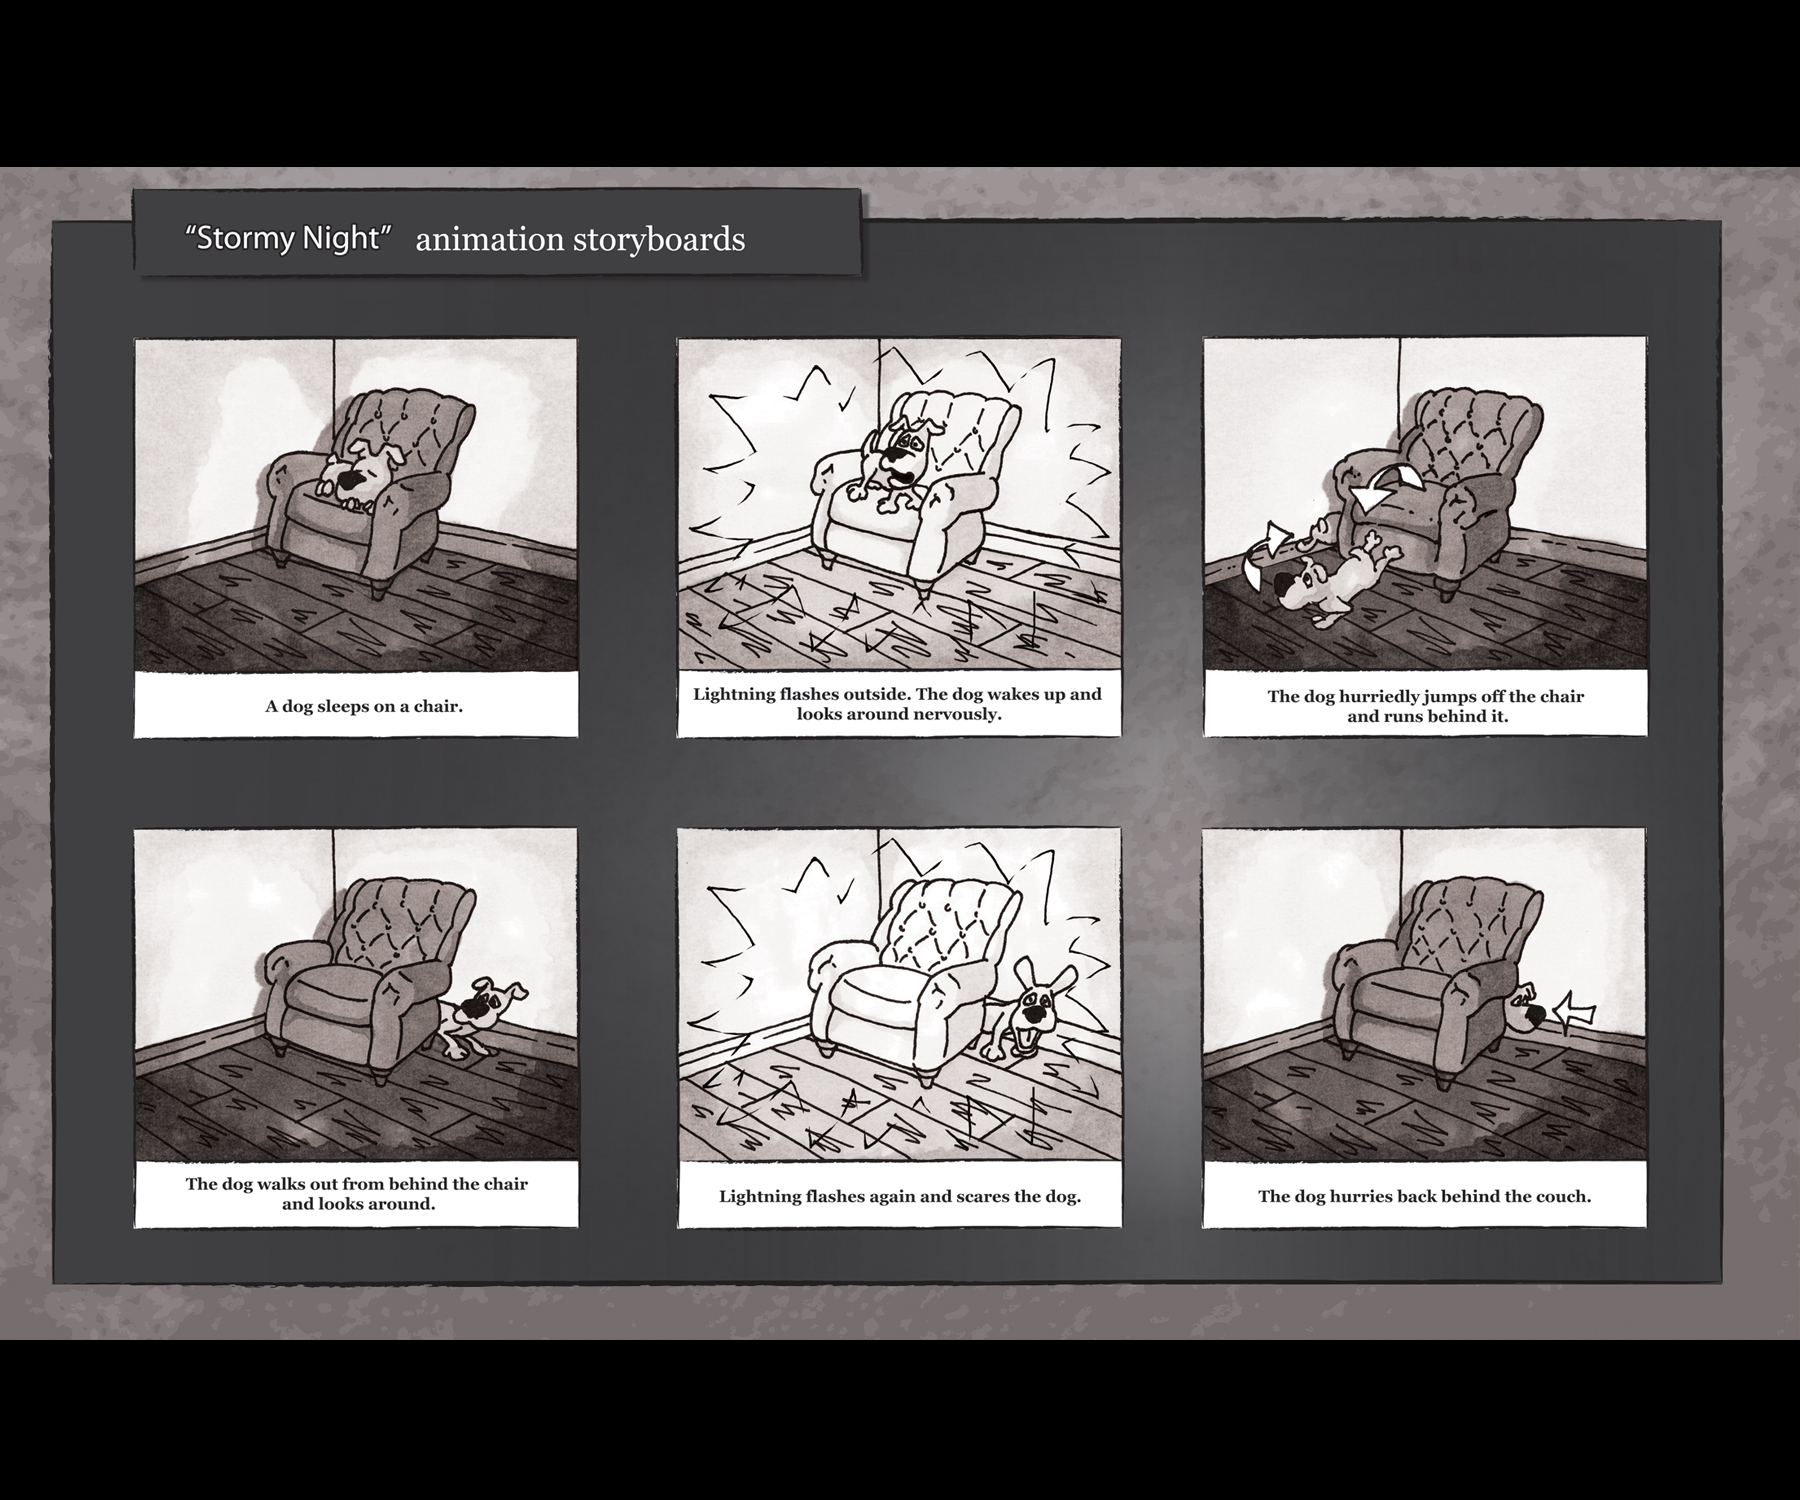 “Stormy Night” animation storyboards
A dog sleeps on a chair.
Lightning flashes outside. The dog wakes up and
looks around nervously.
The dog hurriedly jumps off the chair
and runs behind it.
The dog walks out from behind the chair
and looks around.
Lightning flashes again and scares the dog.
The dog hurries back behind the couch.